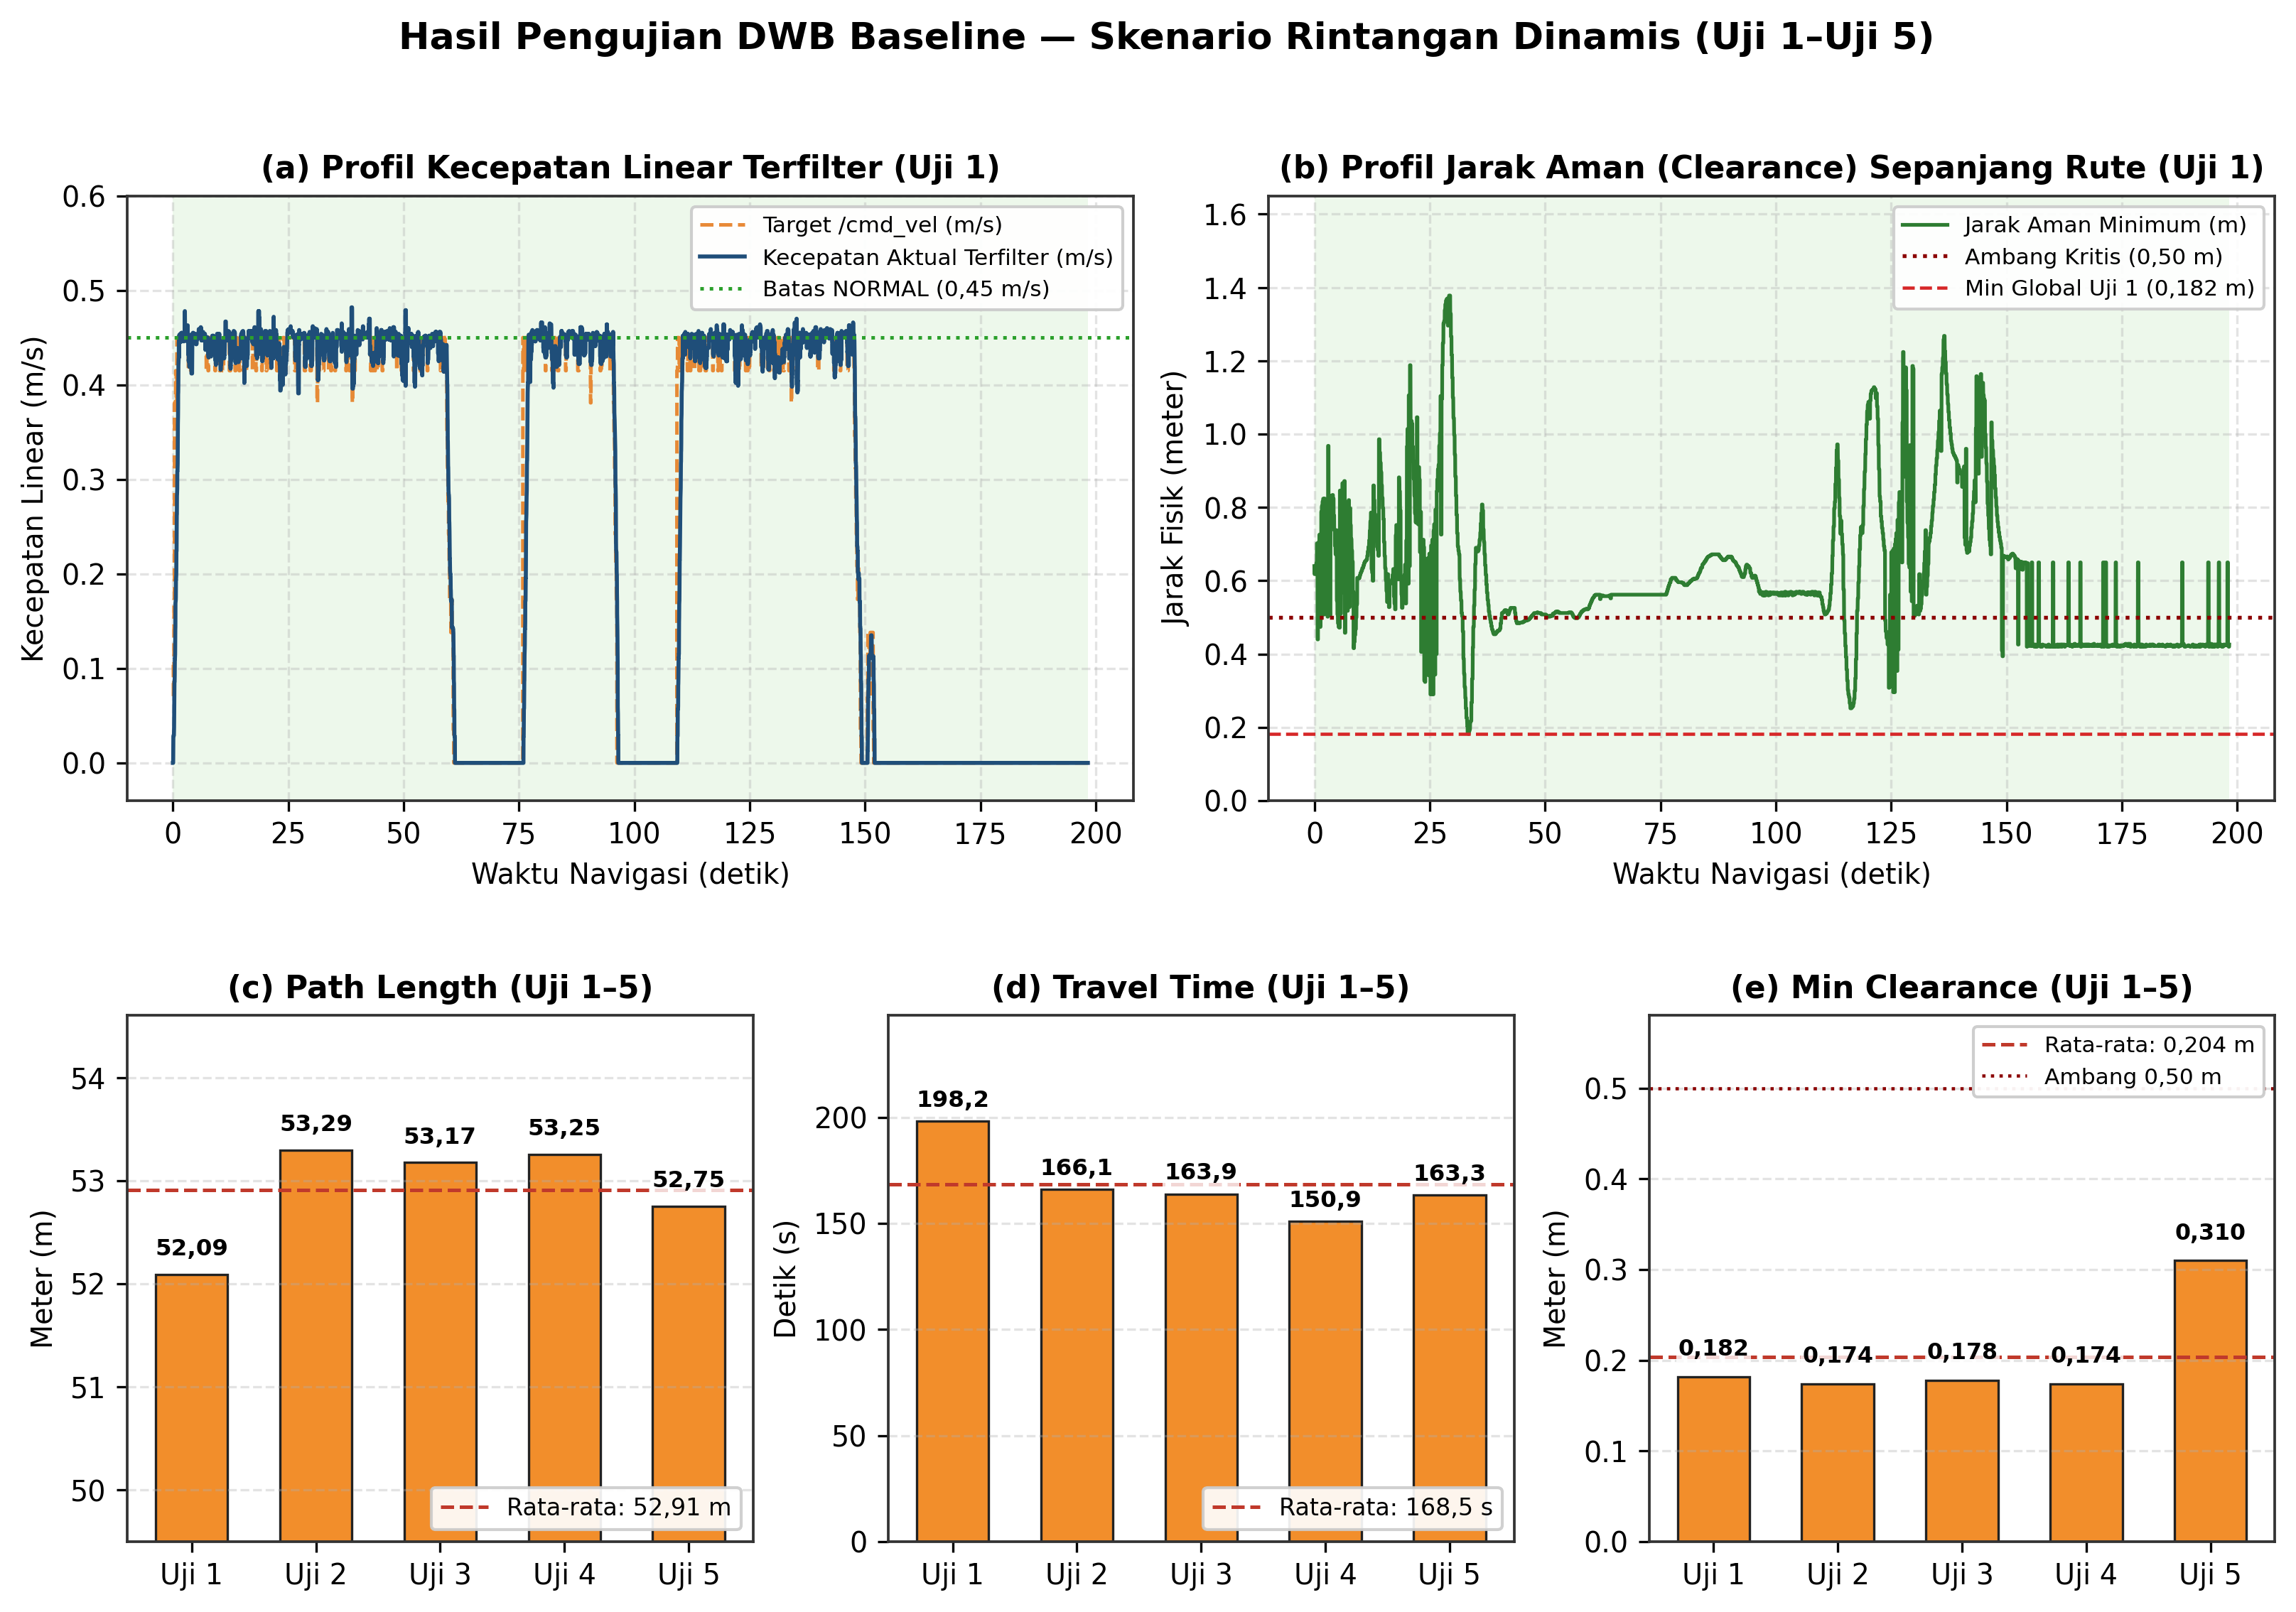 Hasil Pengujian DWB Baseline — Skenario Rintangan Dinamis (Uji 1–Uji 5)
(a) Profil Kecepatan Linear Terfilter (Uji 1)
Kecepatan Linear (m/s)
0.6
0.5
0.4
0.3
0.2
0.1
0.0
Target /cmd_vel (m/s)
Kecepatan Aktual Terfilter (m/s)
Batas NORMAL (0,45 m/s)
0 25 50 75 100 125 150 175 200
Waktu Navigasi (detik)
(b) Profil Jarak Aman (Clearance) Sepanjang Rute (Uji 1)
Jarak Fisik (meter)
1.6
1.4
1.2
1.0
0.8
0.6
0.4
0.2
0.0
Jarak Aman Minimum (m)
Ambang Kritis (0,50 m)
Min Global Uji 1 (0,182 m)
0 25 50 75 100 125 150 175 200
Waktu Navigasi (detik)
(c) Path Length (Uji 1–5)
Meter (m)
54
53
52
51
50
52,09
53,29
53,17
53,25
52,75
Rata-rata: 52,91 m
Uji 1 Uji 2 Uji 3 Uji 4 Uji 5
(d) Travel Time (Uji 1–5)
Detik (s)
200
150
100
50
0
198,2
166,1
163,9
150,9
163,3
Rata-rata: 168,5 s
Uji 1 Uji 2 Uji 3 Uji 4 Uji 5
(e) Min Clearance (Uji 1–5)
Meter (m)
0.5
0.4
0.3
0.2
0.1
0.0
Rata-rata: 0,204 m
Ambang 0,50 m
0,182
0,174
0,178
0,174
0,310
Uji 1 Uji 2 Uji 3 Uji 4 Uji 5